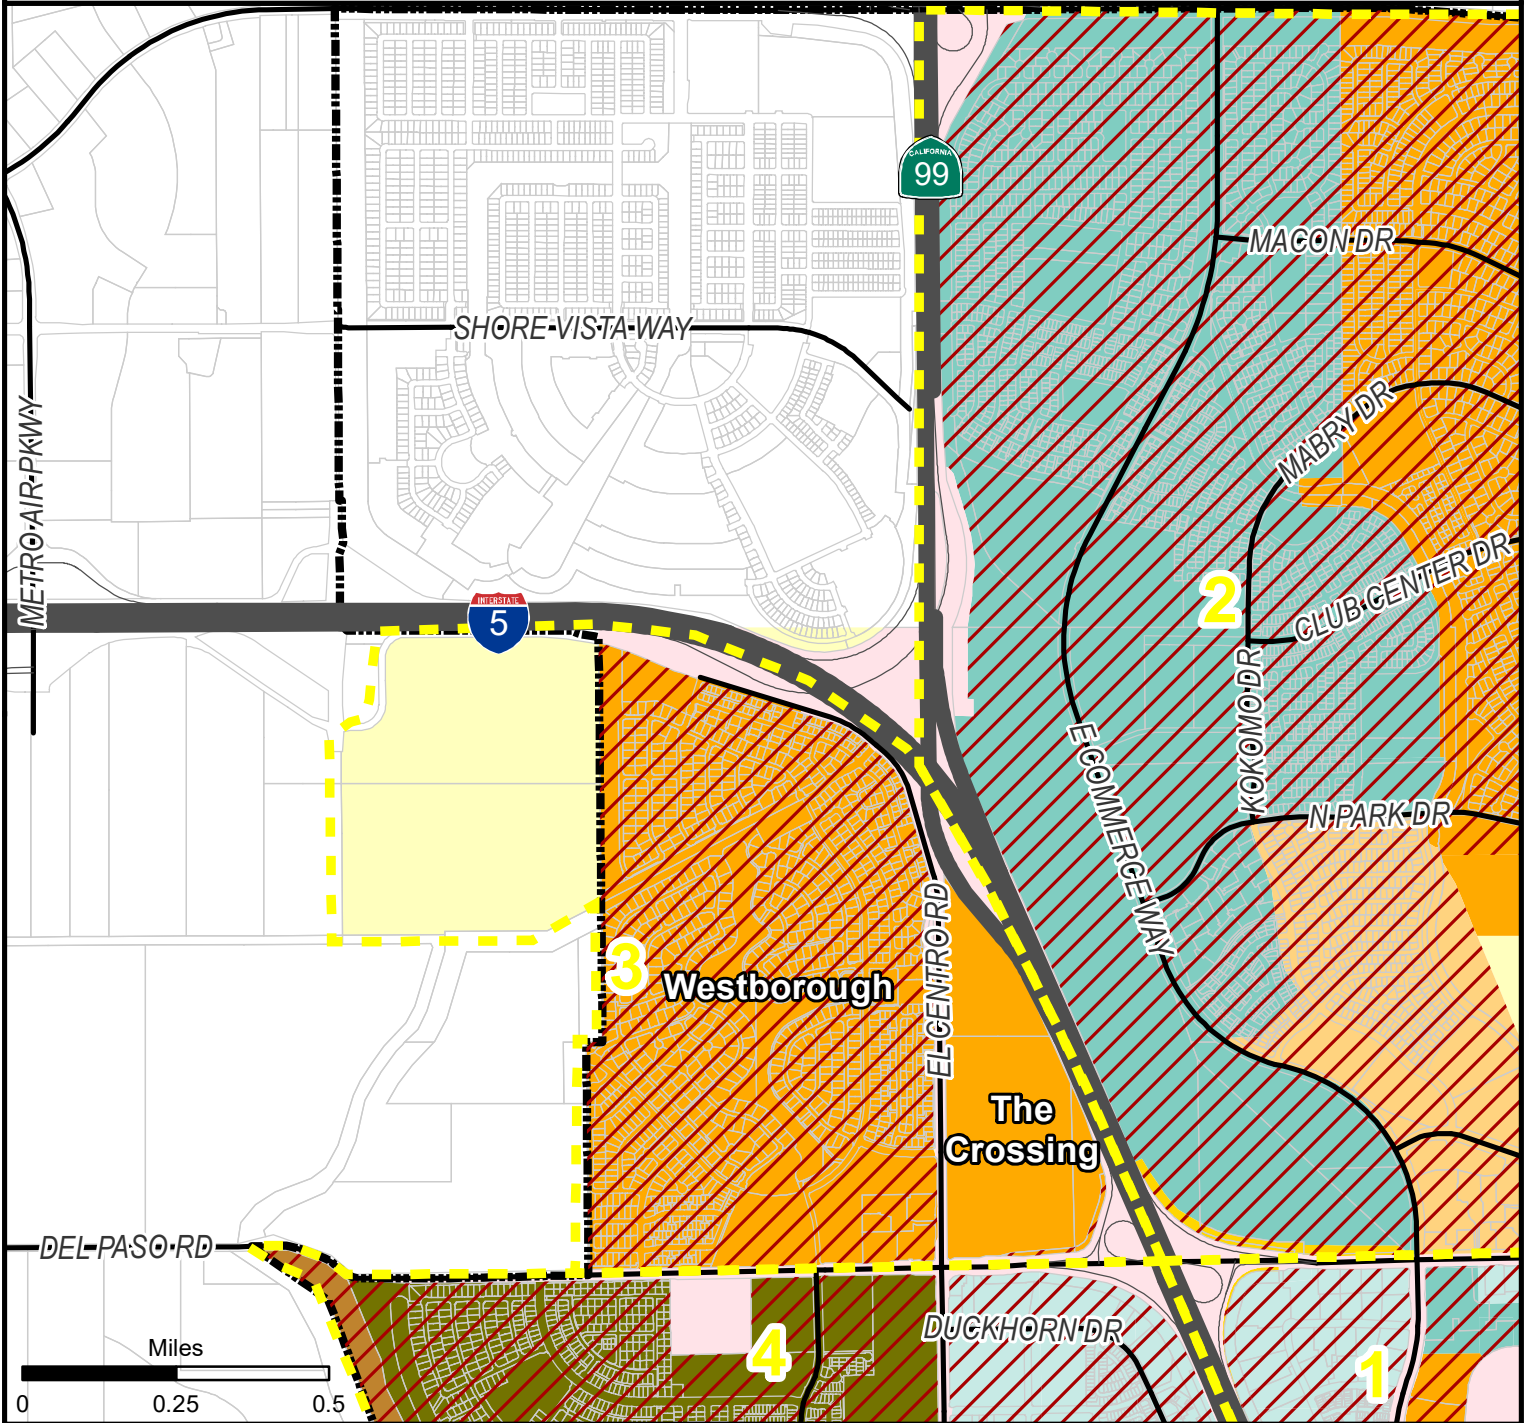 CALIFORNIA
99
MACON DR
SHORE VISTA WAY
METRO AIR PKWY
MABRY DR
CLUB CENTER DR
2
INTERSTATE
5
KOKOMO DR
E COMMERCE WAY
N PARK DR
EL CENTRO RD
3
Westborough
The
Crossing
DEL PASO RD
DUCKHORN DR
4
1
Miles
0
0.25
0.5